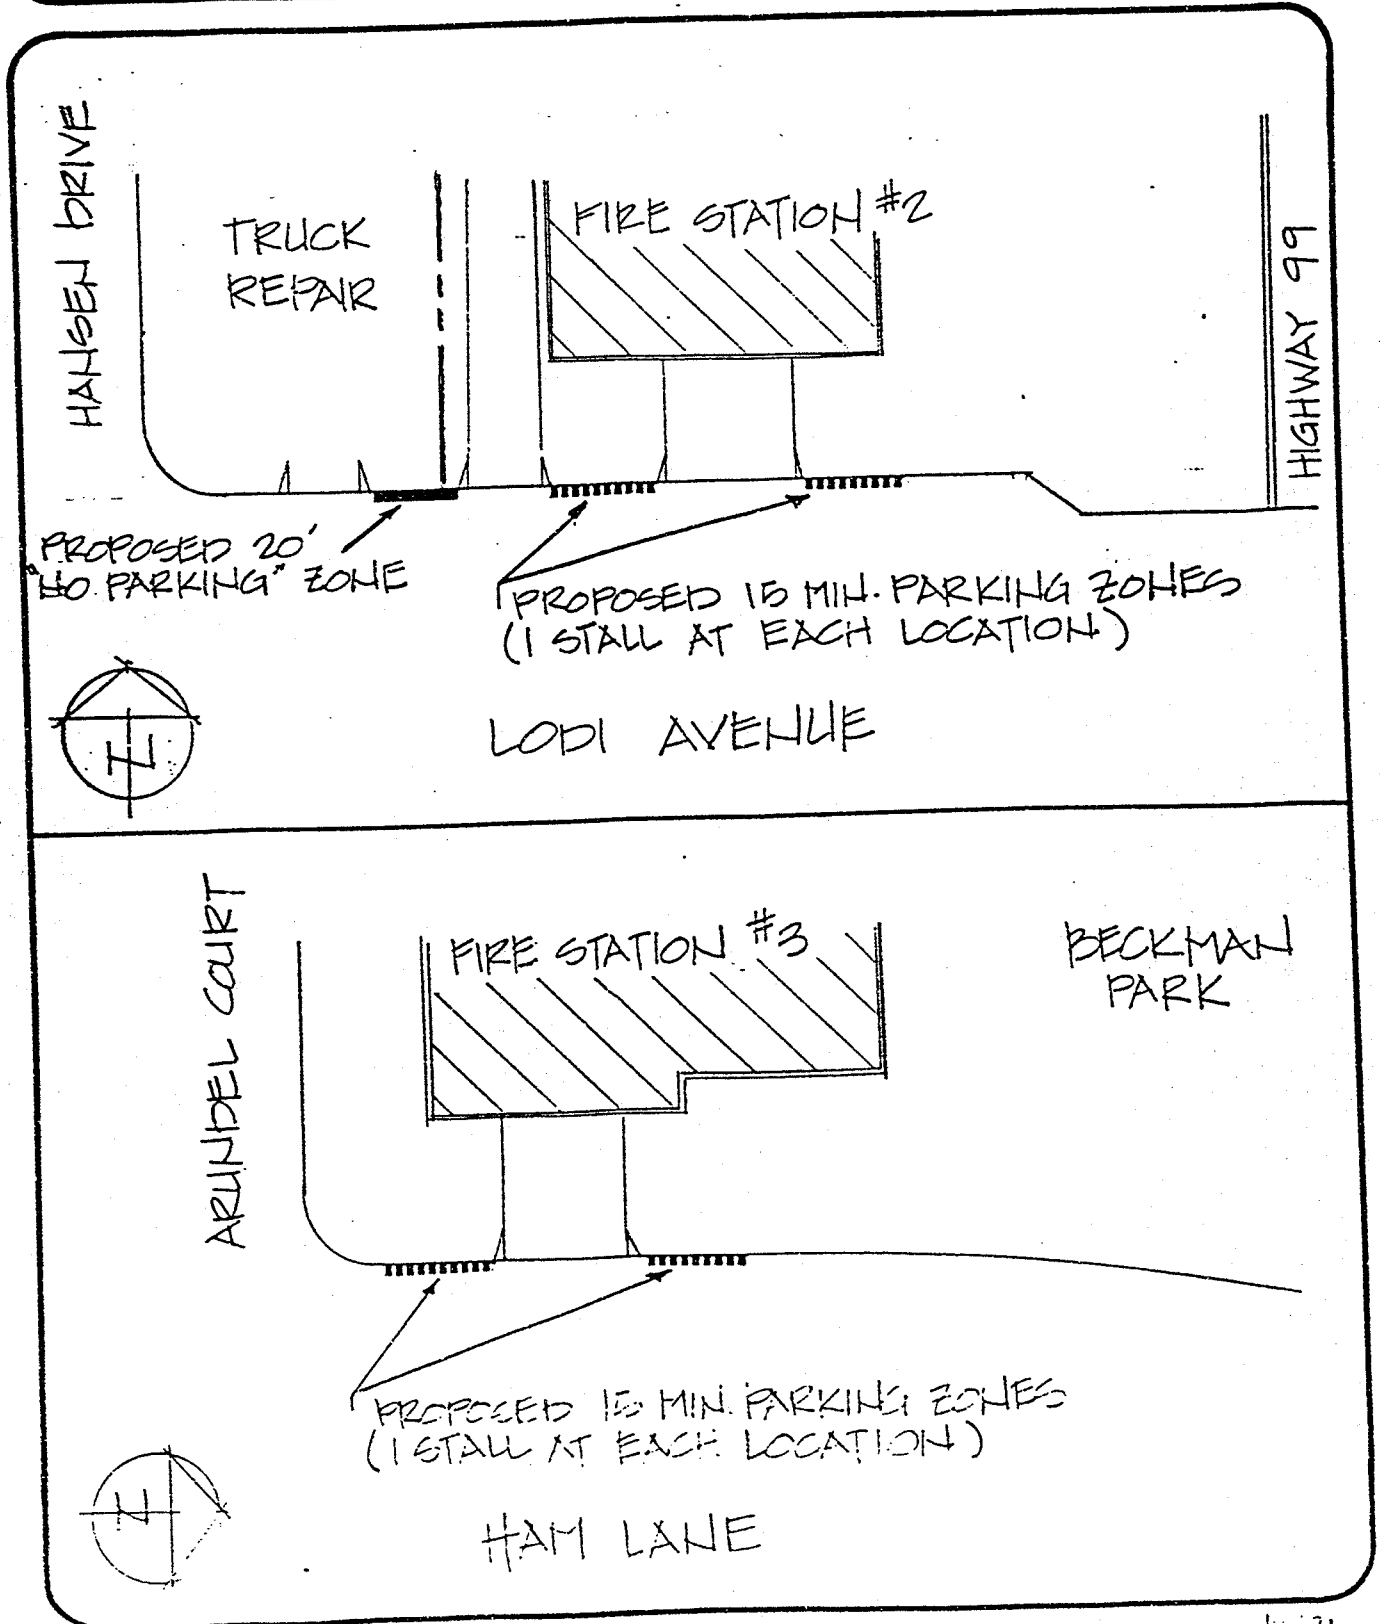 HANSEN DRIVE
TRUCK
REPAIR
FIRE STATION #2
HIGHWAY 99
PROPOSED 20'
"NO PARKING" ZONE
PROPOSED 15 MIN. PARKING ZONES
(1 STALL AT EACH LOCATION)
N
LODI AVENUE
ARUNDEL COURT
FIRE STATION #3
BECKMAN
PARK
PROPOSED 15 MIN. PARKING ZONES
(1 STALL AT EACH LOCATION)
N
HAM LANE